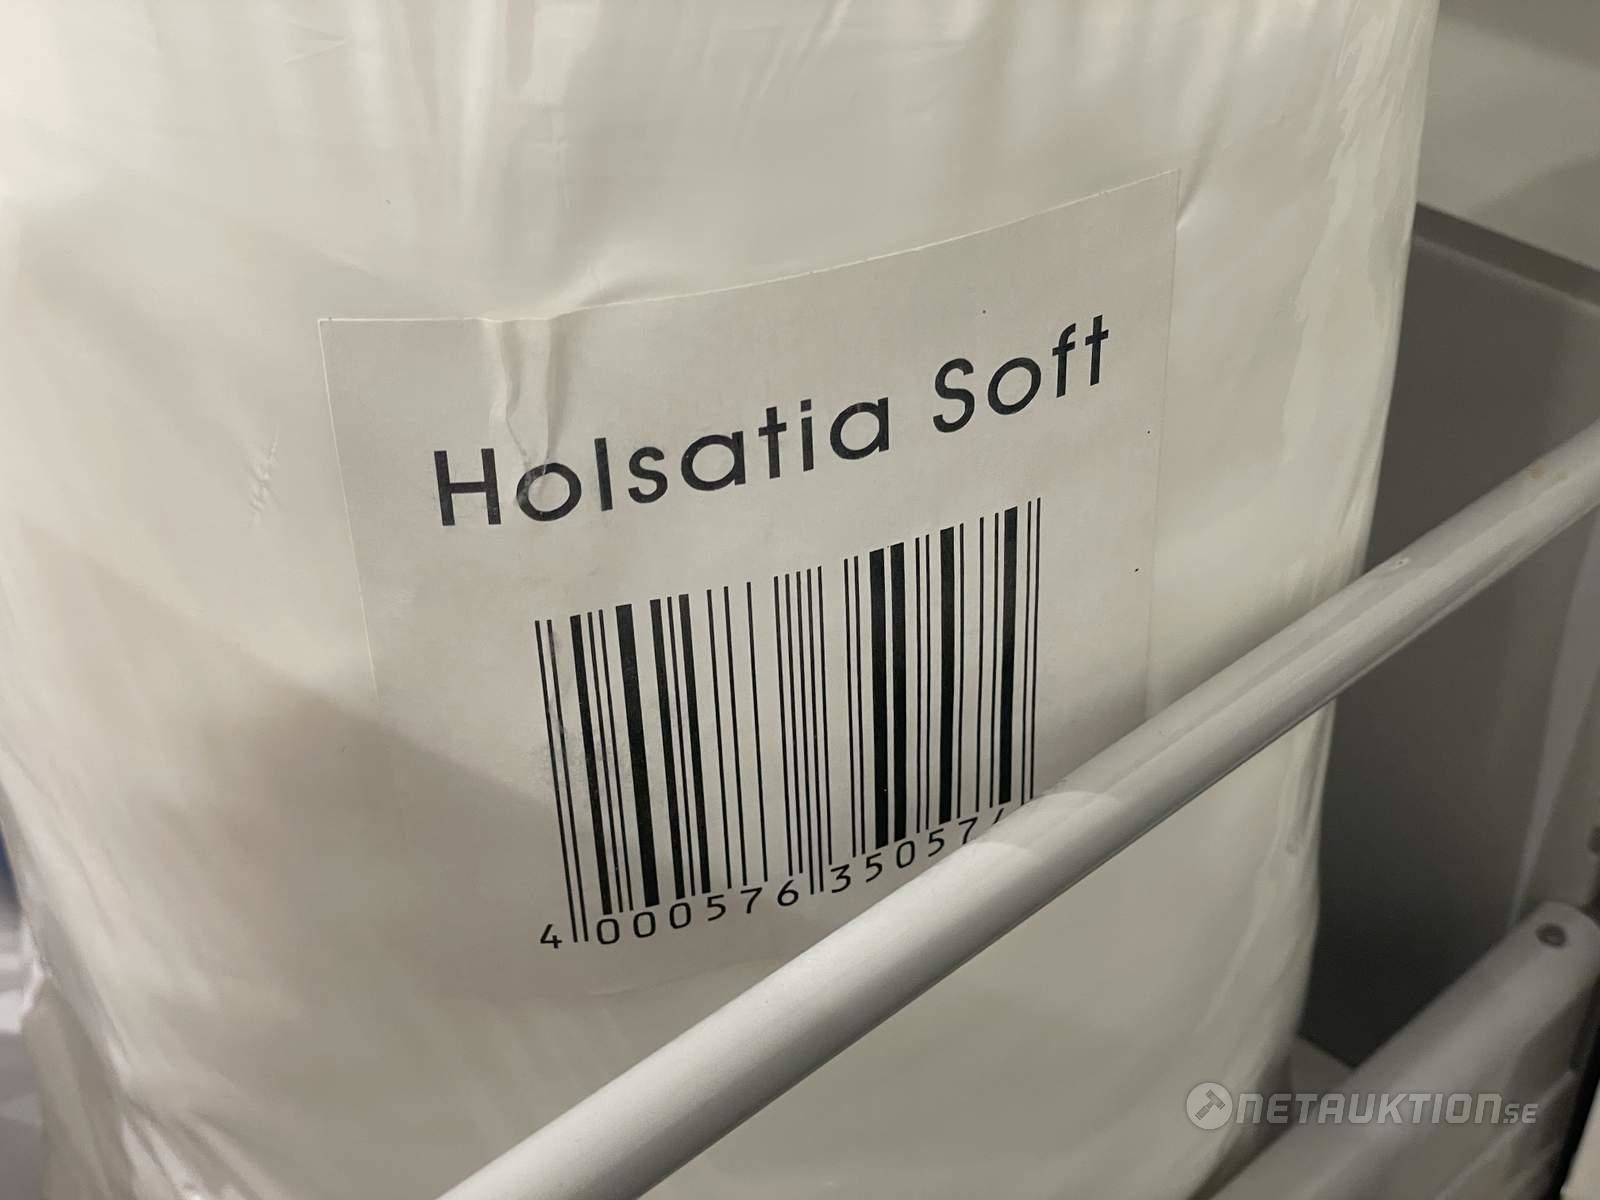 Holsatia Soft
4 000576 35057
NETAUKTION.SE